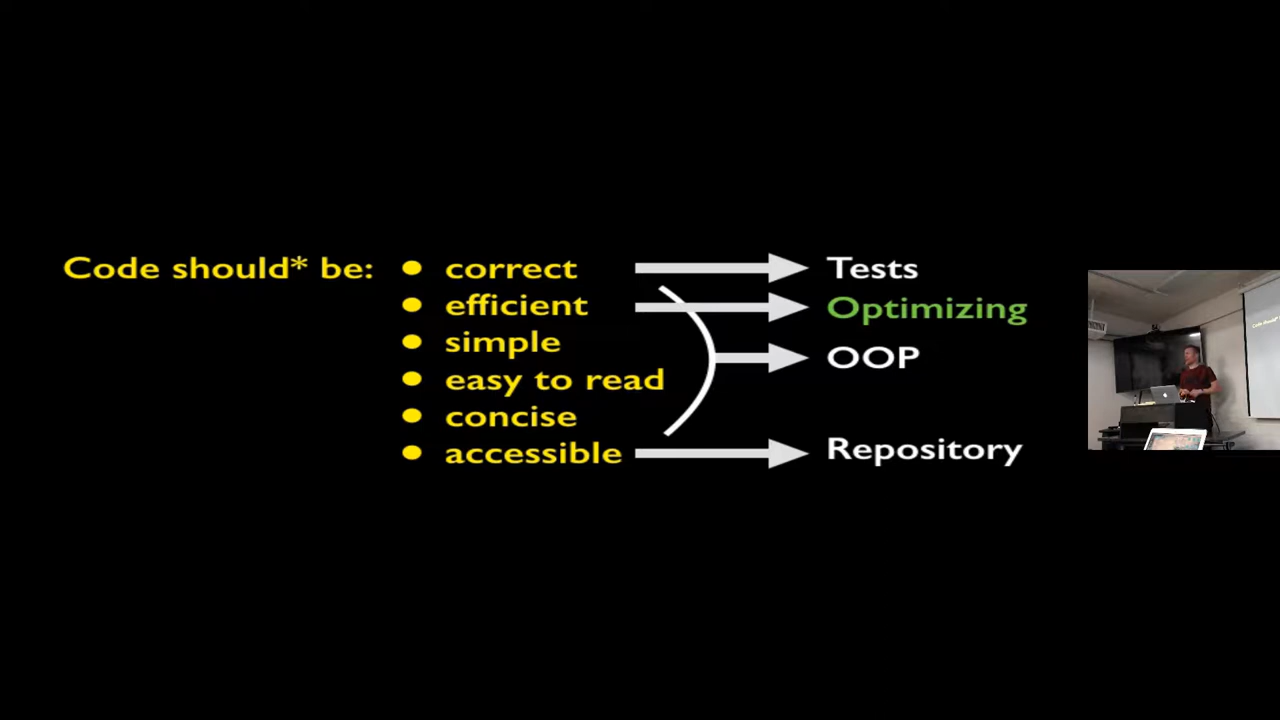 Code should* be:
• correct
Tests
• efficient
Optimizing
• simple
OOP
• easy to read
• concise
• accessible
Repository